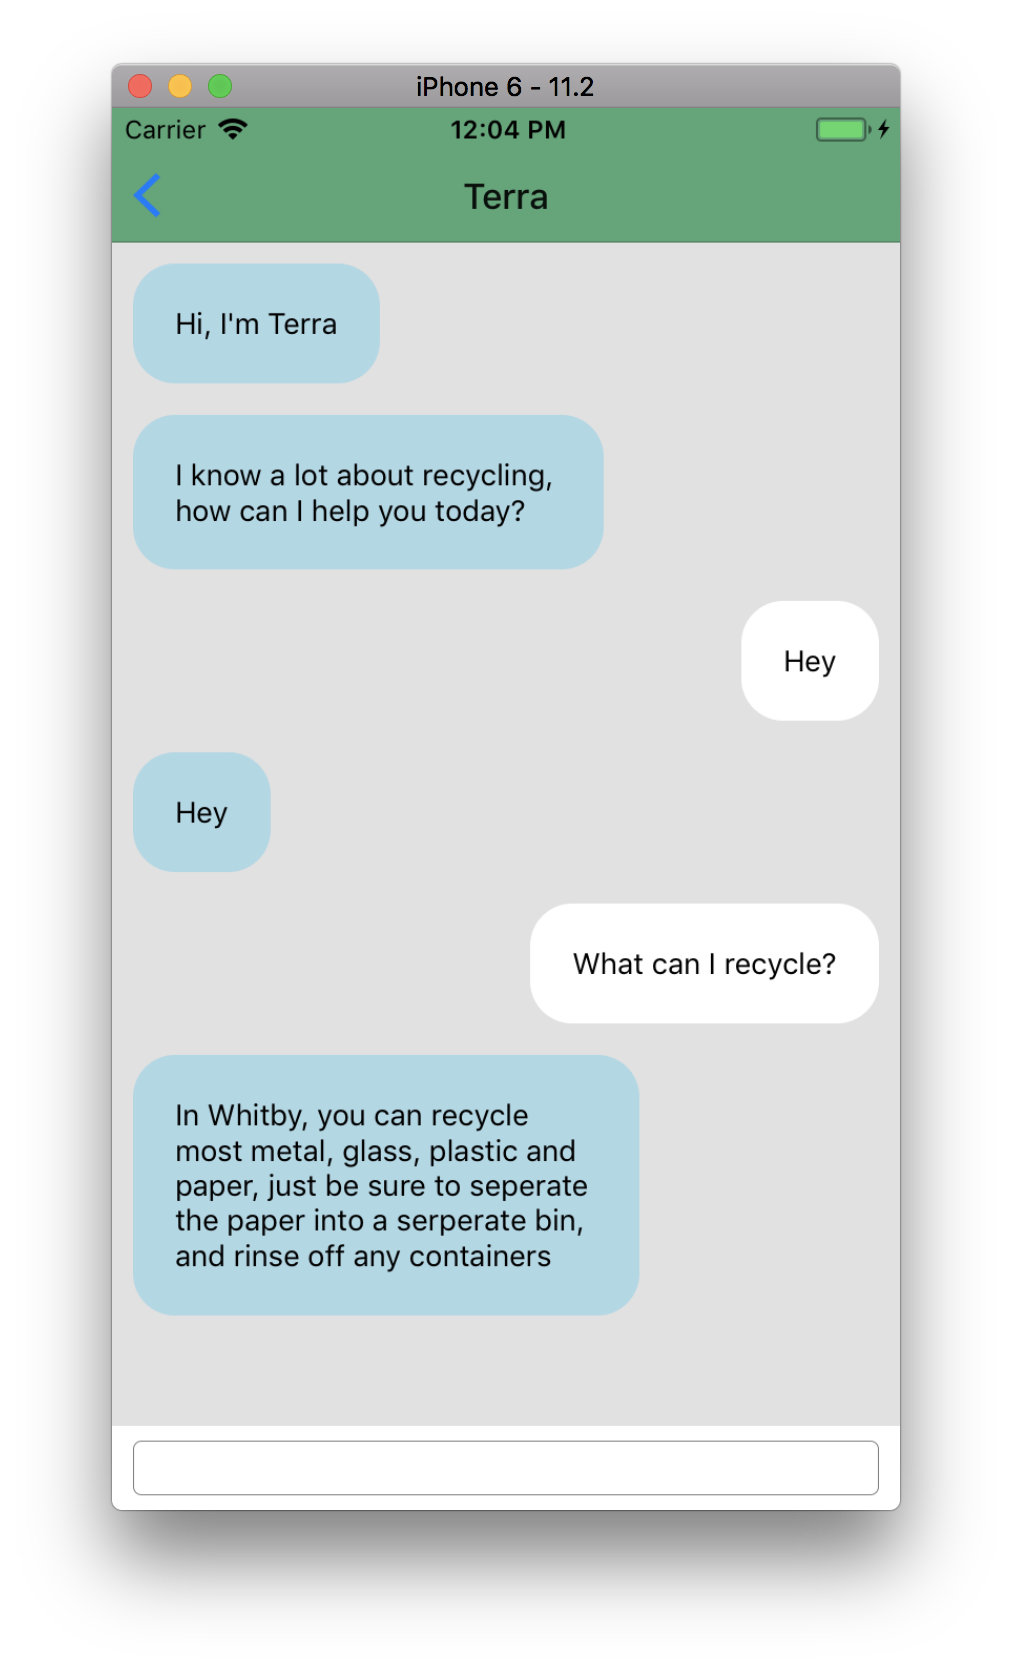 iPhone 6 - 11.2
Carrier 12:04 PM
Terra
Hi, I'm Terra
I know a lot about recycling,
how can I help you today?
Hey
Hey
What can I recycle?
In Whitby, you can recycle
most metal, glass, plastic and
paper, just be sure to seperate
the paper into a serperate bin,
and rinse off any containers